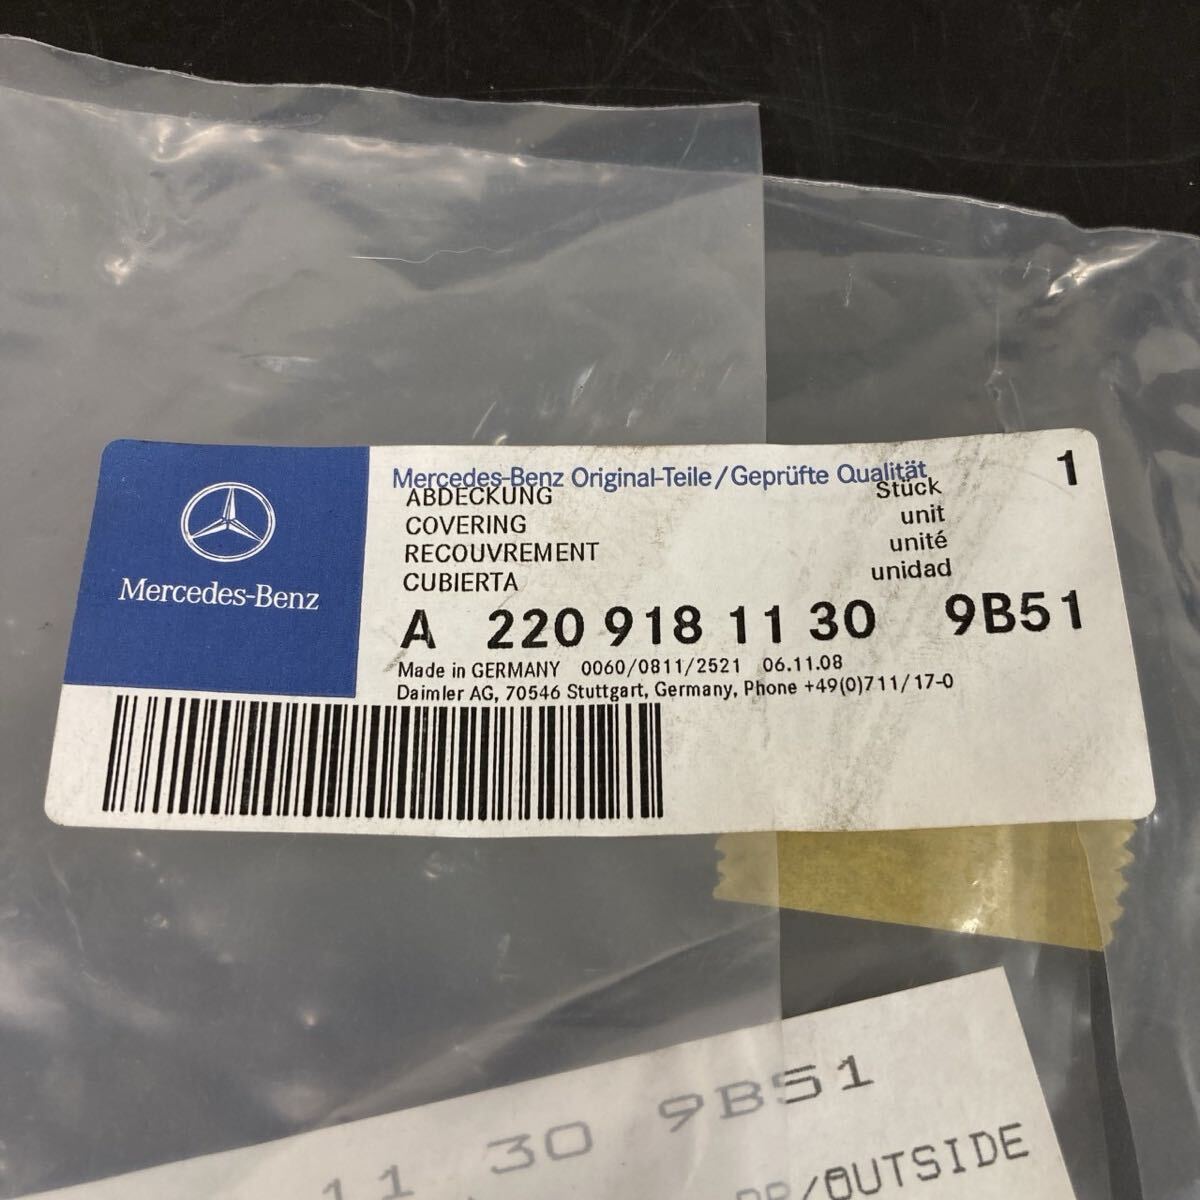 Mercedes-Benz
Mercedes-Benz Original-Teile/Geprüfte Qualität
1
ABDECKUNG Stück
COVERING unit
RECOUVREMENT unité
CUBIERTA unidad
A 220 918 11 30 9B51
Made in GERMANY 0060/0811/2521 06.11.08
Daimler AG, 70546 Stuttgart, Germany, Phone +49(0)711/17-0
11 30 9B51
/OUTSIDE